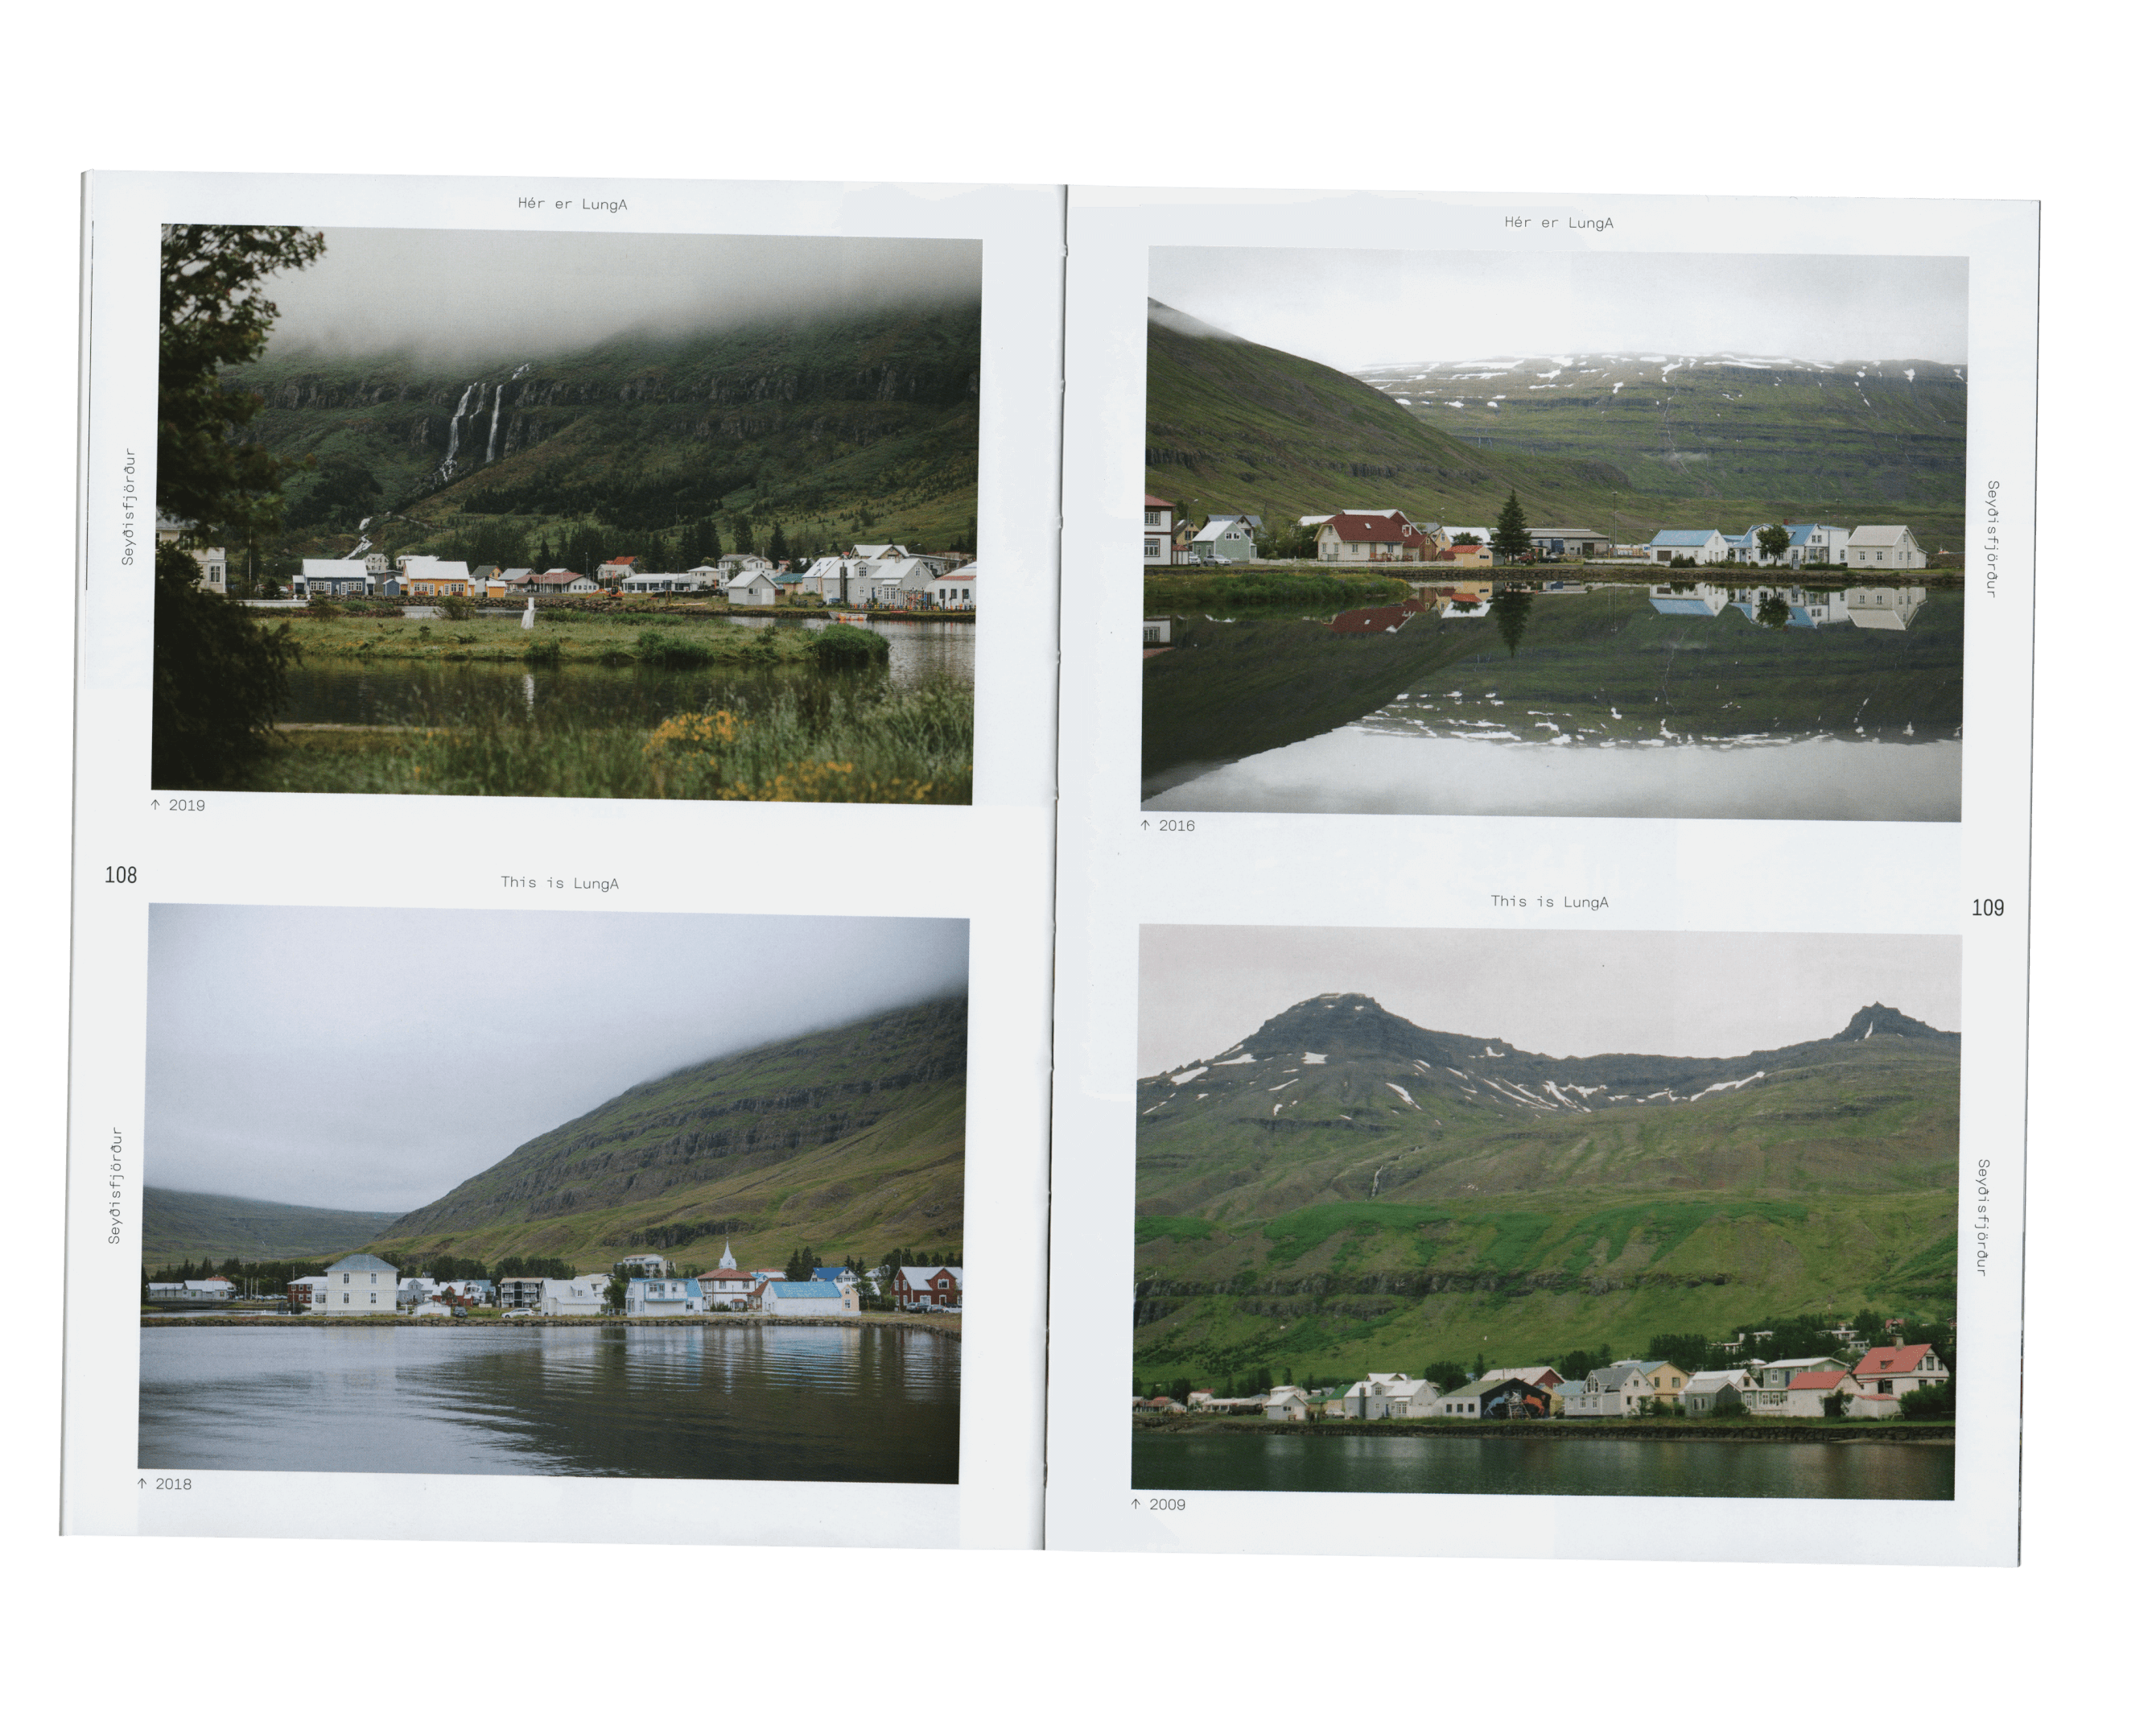 Hér er LungA
Seyðisfjörður
↑ 2019
108
This is LungA
Seyðisfjörður
↑ 2018
Hér er LungA
Seyðisfjörður
↑ 2016
This is LungA
109
Seyðisfjörður
↑ 2009